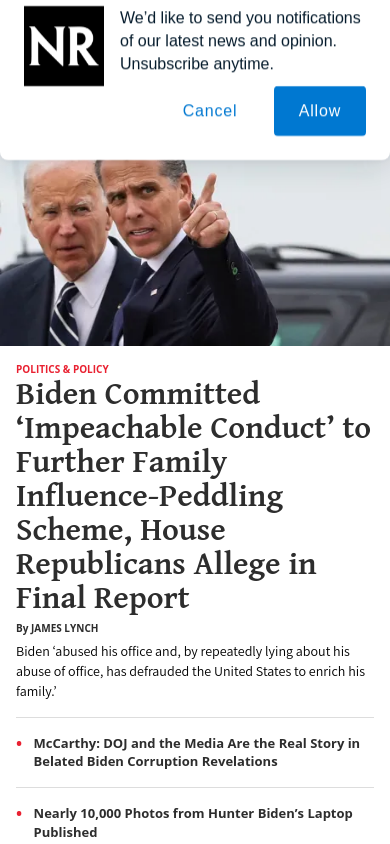 NR
We’d like to send you notifications
of our latest news and opinion.
Unsubscribe anytime.
Cancel
Allow
POLITICS & POLICY
Biden Committed
‘Impeachable Conduct’ to
Further Family
Influence-Peddling
Scheme, House
Republicans Allege in
Final Report
By JAMES LYNCH
Biden ‘abused his office and, by repeatedly lying about his
abuse of office, has defrauded the United States to enrich his
family.’
• McCarthy: DOJ and the Media Are the Real Story in
Belated Biden Corruption Revelations
• Nearly 10,000 Photos from Hunter Biden’s Laptop
Published